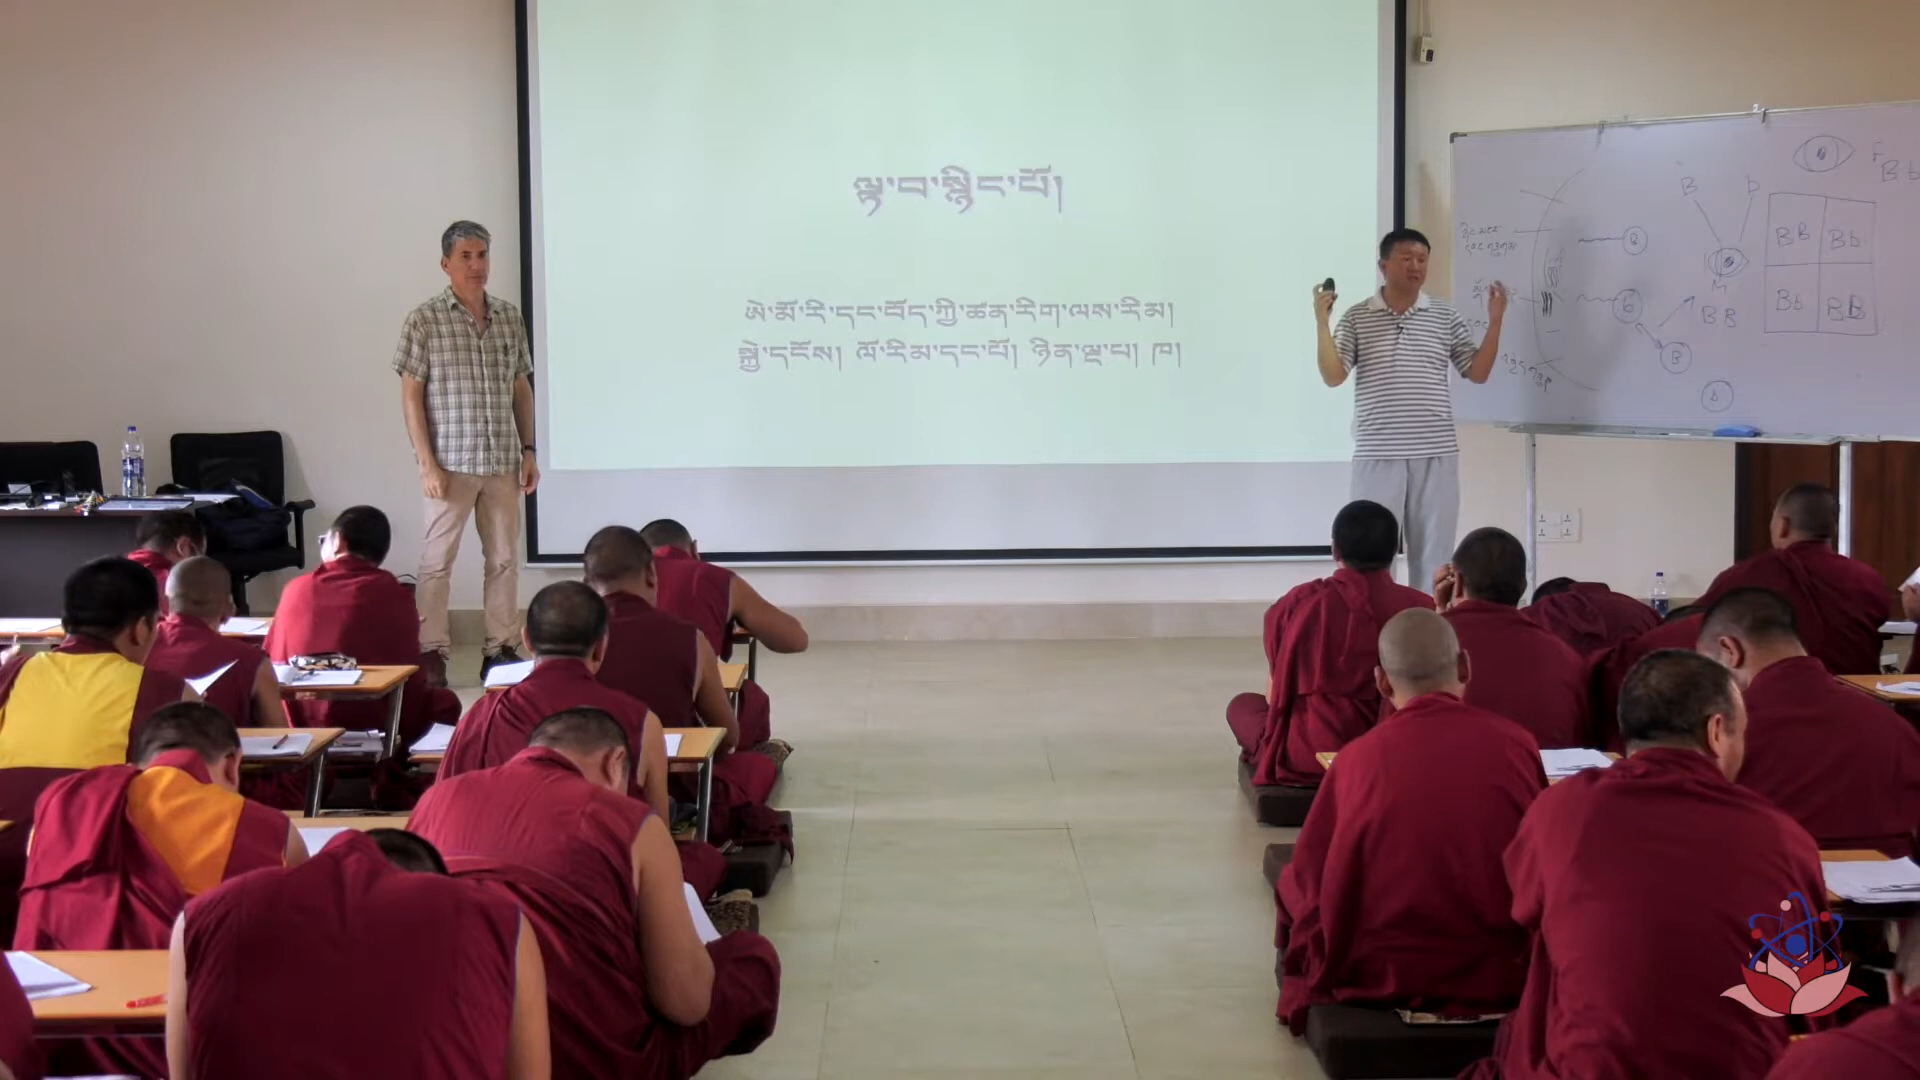 ལྟ་བ་སྙིང་པོ།
ཨེ་མོ་རི་དང་བོད་ཀྱི་ཚན་རིག་ལས་རིམ།
སྐྱེ་དངོས། ལོ་རིམ་དང་པོ། ཉིན་ལྔ་པ། ཁ།
B b
B b
BB Bb
Bb BB
BB
B
B